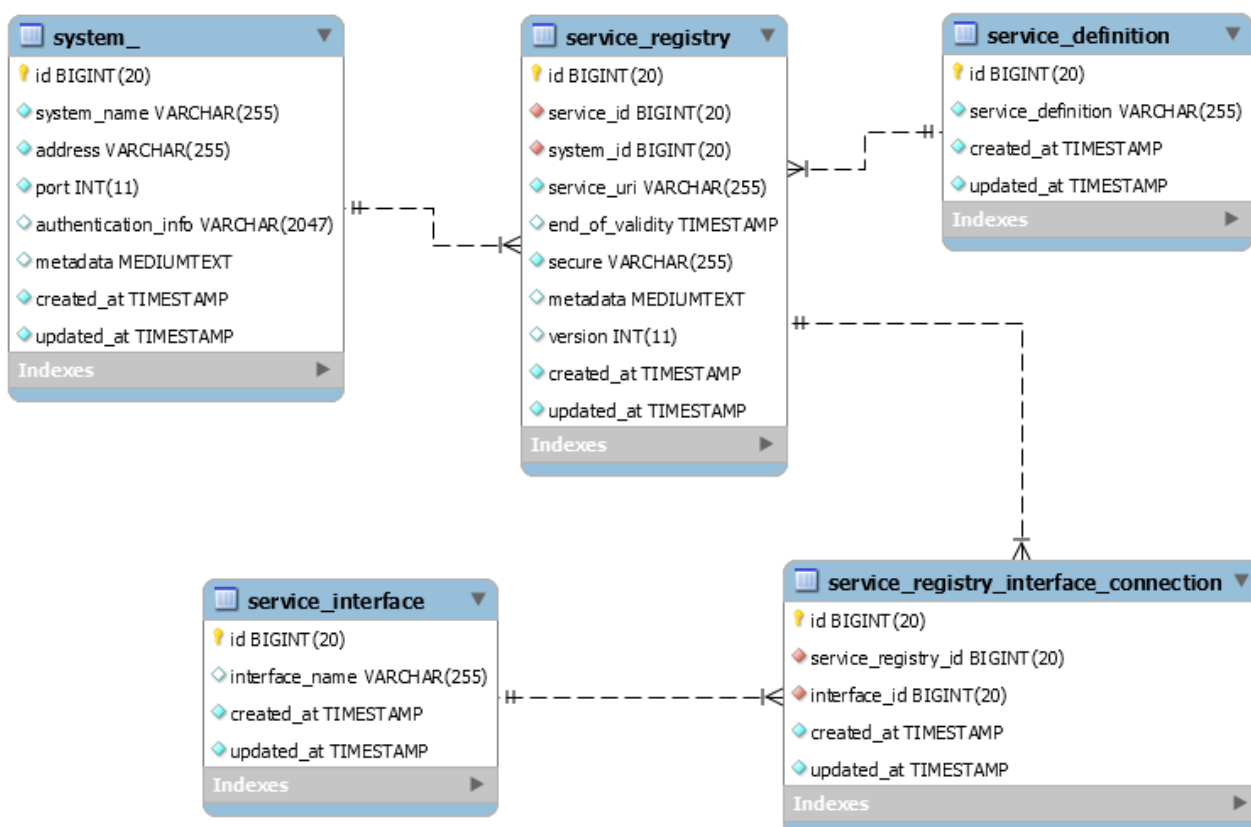 system_
id BIGINT(20)
system_name VARCHAR(255)
address VARCHAR(255)
port INT(11)
authentication_info VARCHAR(2047)
metadata MEDIUMTEXT
created_at TIMESTAMP
updated_at TIMESTAMP
Indexes
service_registry
id BIGINT(20)
service_id BIGINT(20)
system_id BIGINT(20)
service_uri VARCHAR(255)
end_of_validity TIMESTAMP
secure VARCHAR(255)
metadata MEDIUMTEXT
version INT(11)
created_at TIMESTAMP
updated_at TIMESTAMP
Indexes
service_definition
id BIGINT(20)
service_definition VARCHAR(255)
created_at TIMESTAMP
updated_at TIMESTAMP
Indexes
service_interface
id BIGINT(20)
interface_name VARCHAR(255)
created_at TIMESTAMP
updated_at TIMESTAMP
Indexes
service_registry_interface_connection
id BIGINT(20)
service_registry_id BIGINT(20)
interface_id BIGINT(20)
created_at TIMESTAMP
updated_at TIMESTAMP
Indexes